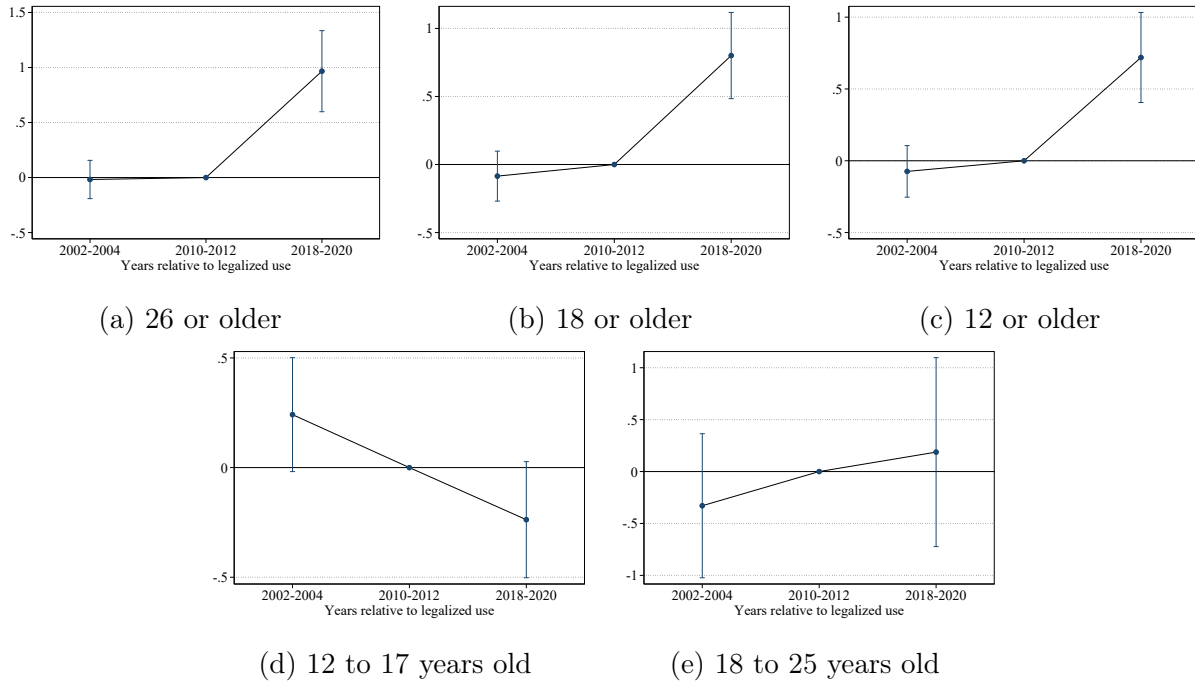 1.5
1
.5
0
-.5
2002-2004 2010-2012 2018-2020
Years relative to legalized use
(a) 26 or older
1
.5
0
-.5
2002-2004 2010-2012 2018-2020
Years relative to legalized use
(b) 18 or older
1
.5
0
-.5
2002-2004 2010-2012 2018-2020
Years relative to legalized use
(c) 12 or older
.5
0
-.5
2002-2004 2010-2012 2018-2020
Years relative to legalized use
(d) 12 to 17 years old
1
.5
0
-.5
-1
2002-2004 2010-2012 2018-2020
Years relative to legalized use
(e) 18 to 25 years old